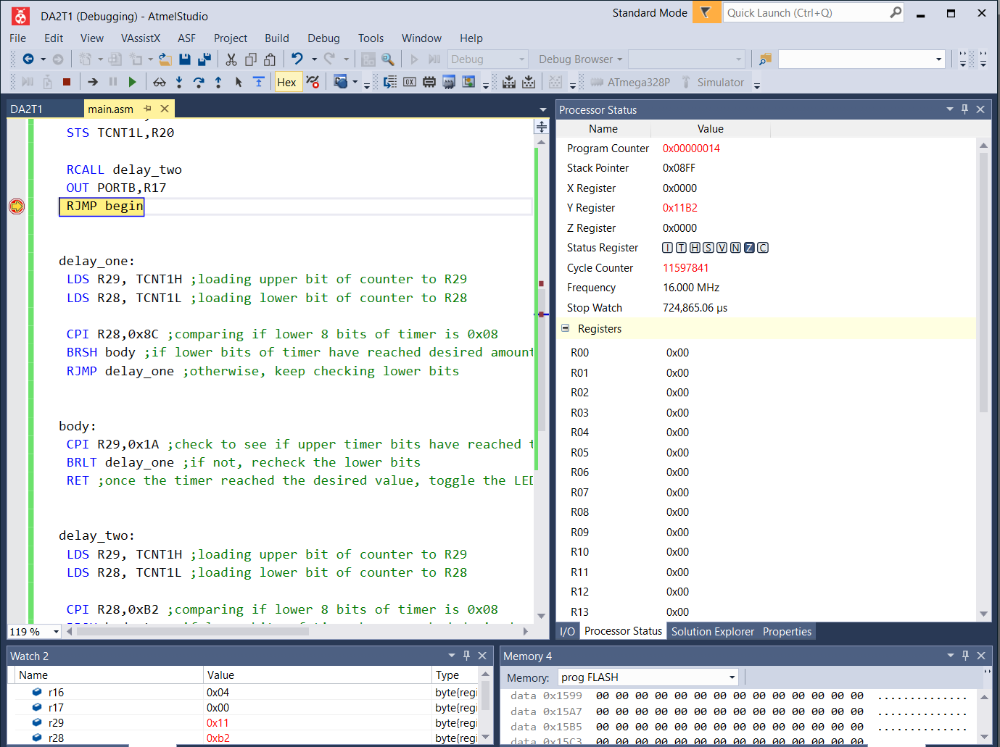 DA2T1 (Debugging) - AtmelStudio
Standard Mode
Quick Launch (Ctrl+Q)
File Edit View VAssistX ASF Project Build Debug Tools Window Help
Debug
Debug Browser
Hex
ATmega328P Simulator
DA2T1 main.asm
STS TCNT1L,R20
RCALL delay_two
OUT PORTB,R17
RJMP begin
delay_one:
LDS R29, TCNT1H ;loading upper bit of counter to R29
LDS R28, TCNT1L ;loading lower bit of counter to R28
CPI R28,0x8C ;comparing if lower 8 bits of timer is 0x08
BRSH body ;if lower bits of timer have reached desired amount
RJMP delay_one ;otherwise, keep checking lower bits
body:
CPI R29,0x1A ;check to see if upper timer bits have reached t
BRLT delay_one ;if not, recheck the lower bits
RET ;once the timer reached the desired value, toggle the LED
delay_two:
LDS R29, TCNT1H ;loading upper bit of counter to R29
LDS R28, TCNT1L ;loading lower bit of counter to R28
CPI R28,0xB2 ;comparing if lower 8 bits of timer is 0x08
119 %
Processor Status
Name Value
Program Counter 0x00000014
Stack Pointer 0x08FF
X Register 0x0000
Y Register 0x11B2
Z Register 0x0000
Status Register I T H S V N Z C
Cycle Counter 11597841
Frequency 16.000 MHz
Stop Watch 724,865.06 µs
Registers
R00 0x00
R01 0x00
R02 0x00
R03 0x00
R04 0x00
R05 0x00
R06 0x00
R07 0x00
R08 0x00
R09 0x00
R10 0x00
R11 0x00
R12 0x00
R13 0x00
I/O Processor Status Solution Explorer Properties
Watch 2
Name Value Type
r16 0x04 byte{regi
r17 0x00 byte{regi
r29 0x11 byte{regi
r28 0xb2 byte{regi
Memory 4
Memory: prog FLASH
data 0x1599 00 00 00 00 00 00 00 00 00 00 00 00 00 00 ..............
data 0x15A7 00 00 00 00 00 00 00 00 00 00 00 00 00 00 ..............
data 0x15B5 00 00 00 00 00 00 00 00 00 00 00 00 00 00 ..............
data 0x15C3 00 00 00 00 00 00 00 00 00 00 00 00 00 00